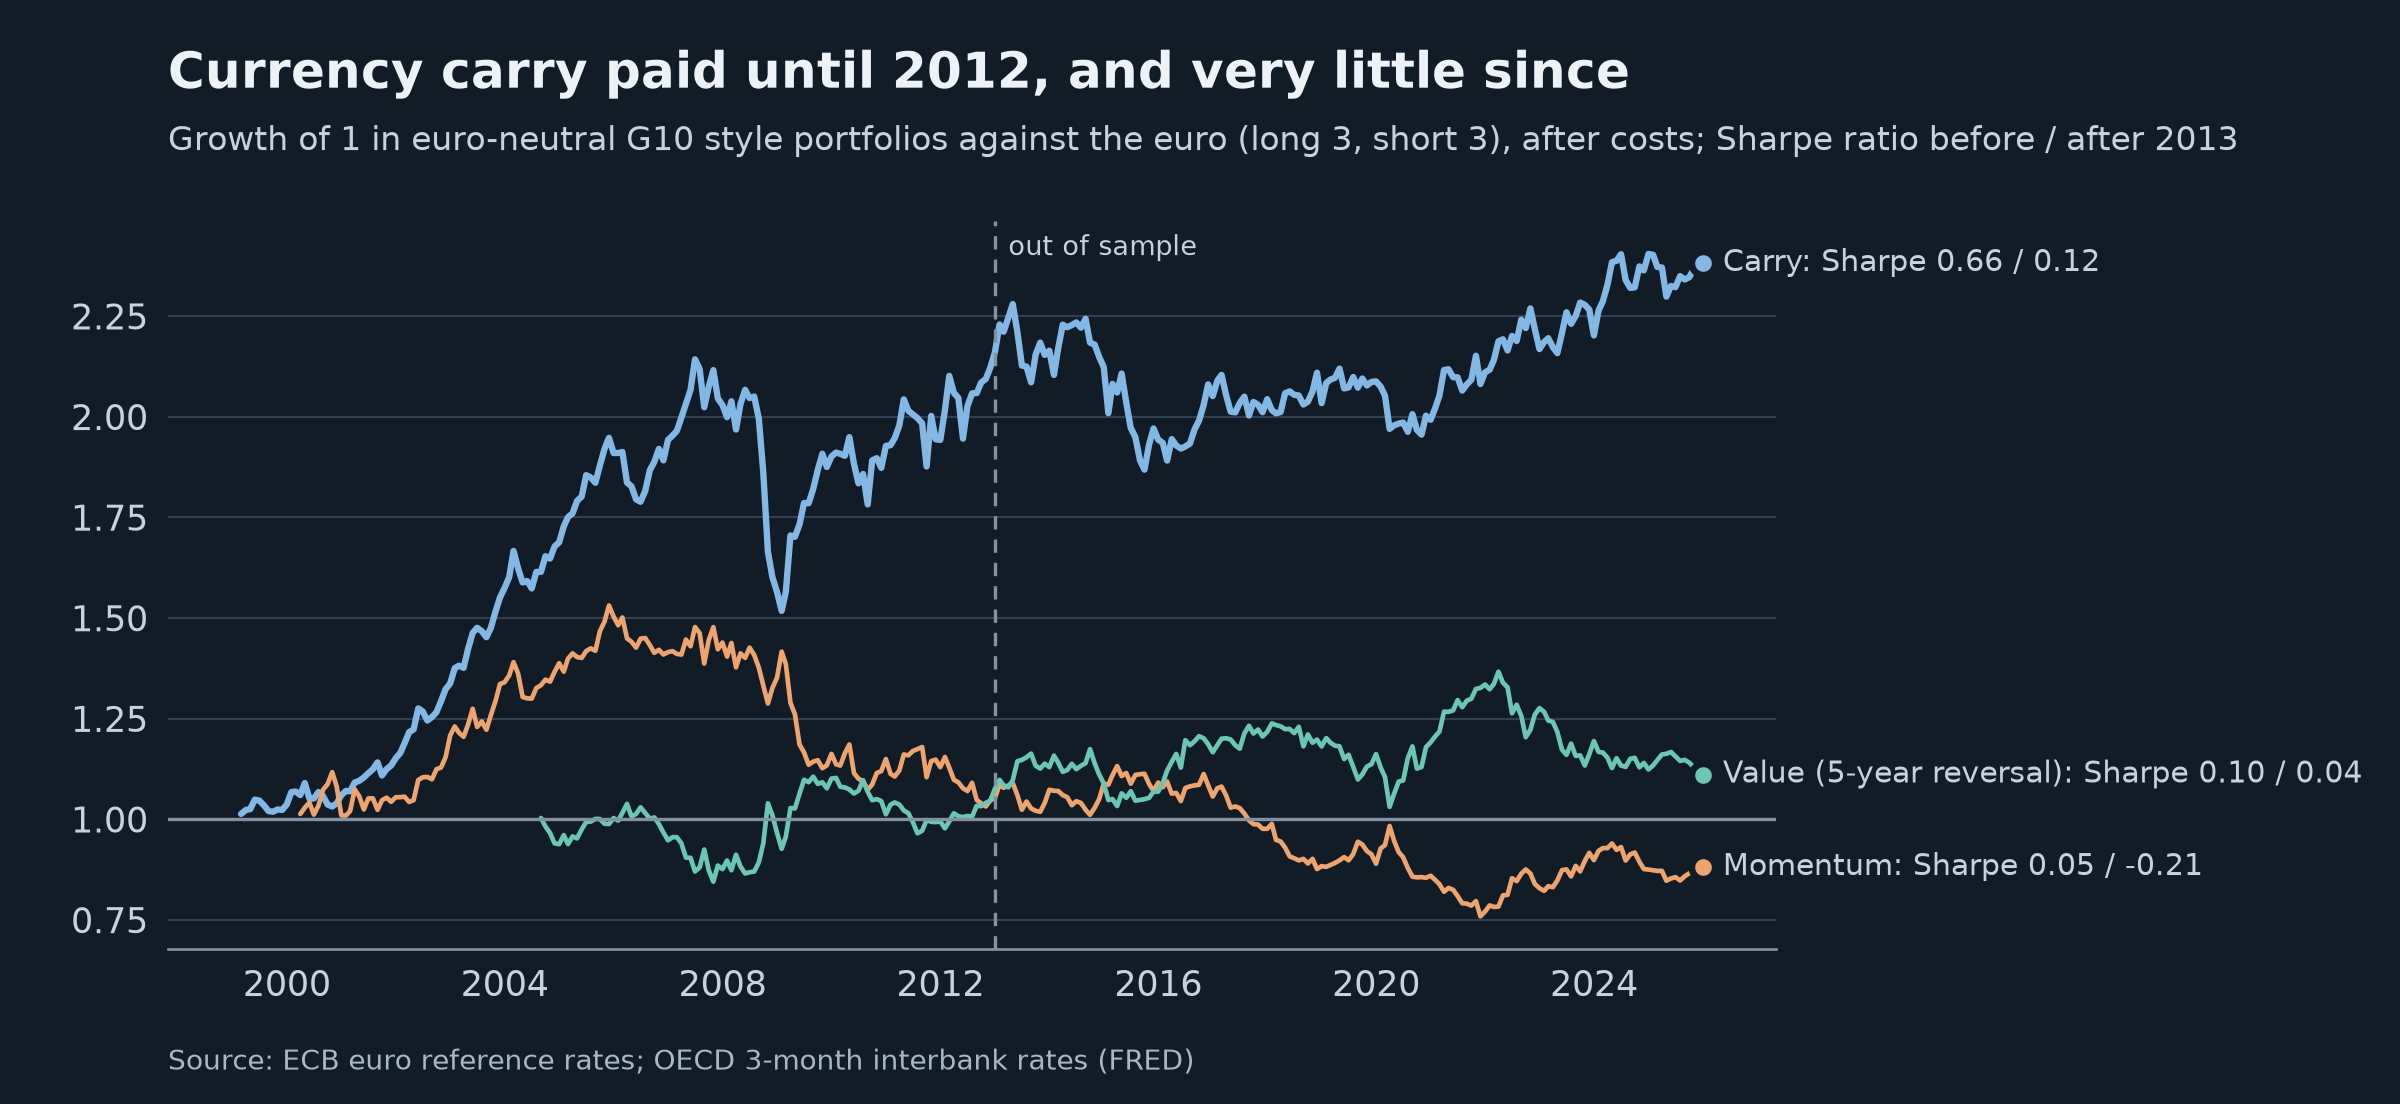 Currency carry paid until 2012, and very little since
Growth of 1 in euro-neutral G10 style portfolios against the euro (long 3, short 3), after costs; Sharpe ratio before / after 2013
out of sample
Carry: Sharpe 0.66 / 0.12
2.25
2.00
1.75
1.50
1.25
Value (5-year reversal): Sharpe 0.10 / 0.04
1.00
Momentum: Sharpe 0.05 / -0.21
0.75
2000 2004 2008 2012 2016 2020 2024
Source: ECB euro reference rates; OECD 3-month interbank rates (FRED)